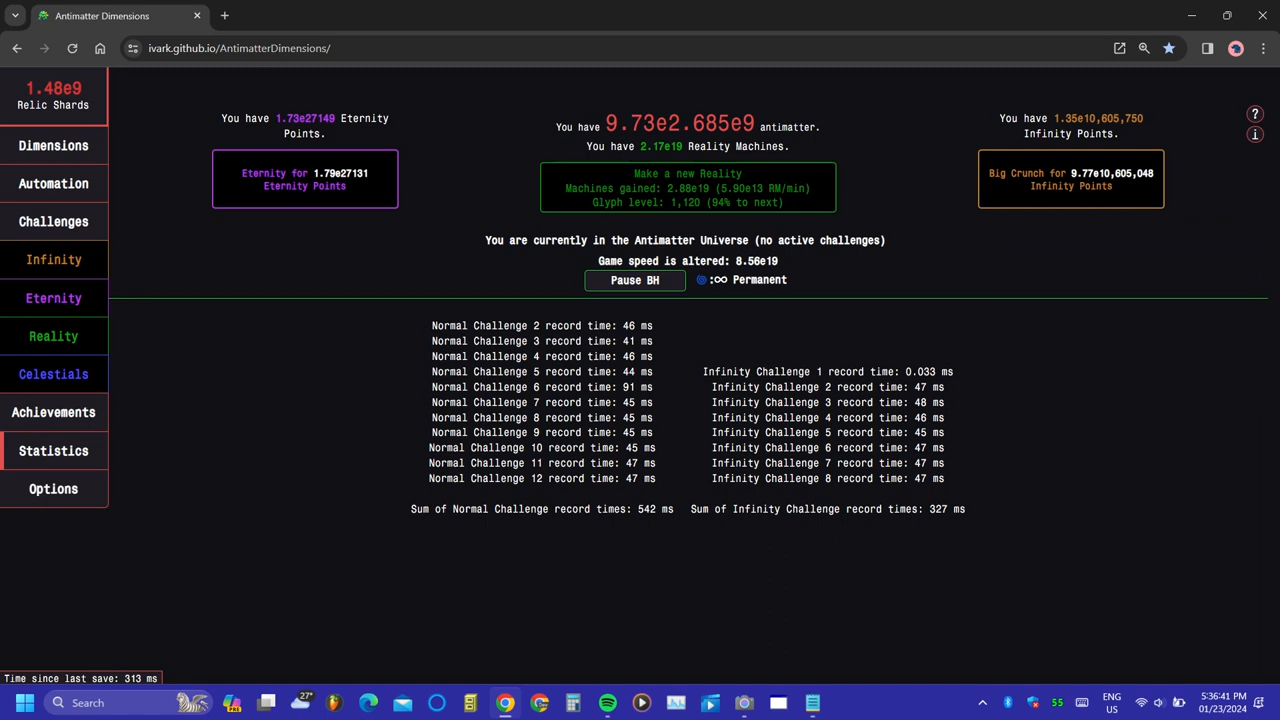 Antimatter Dimensions
ivark.github.io/AntimatterDimensions/
1.48e9
Relic Shards
Dimensions
Automation
Challenges
Infinity
Eternity
Reality
Celestials
Achievements
Statistics
Options
You have 1.73e27149 Eternity
Points.
Eternity for 1.79e27131
Eternity Points
You have 9.73e2.685e9 antimatter.
You have 2.17e19 Reality Machines.
Make a new Reality
Machines gained: 2.88e19 (5.90e13 RM/min)
Glyph level: 1,120 (94% to next)
You have 1.35e10,605,750
Infinity Points.
Big Crunch for 9.77e10,605,048
Infinity Points
?
i
You are currently in the Antimatter Universe (no active challenges)
Game speed is altered: 8.56e19
Pause BH
:∞ Permanent
Normal Challenge 2 record time: 46 ms
Normal Challenge 3 record time: 41 ms
Normal Challenge 4 record time: 46 ms
Normal Challenge 5 record time: 44 ms
Normal Challenge 6 record time: 91 ms
Normal Challenge 7 record time: 45 ms
Normal Challenge 8 record time: 45 ms
Normal Challenge 9 record time: 45 ms
Normal Challenge 10 record time: 45 ms
Normal Challenge 11 record time: 47 ms
Normal Challenge 12 record time: 47 ms
Sum of Normal Challenge record times: 542 ms
Infinity Challenge 1 record time: 0.033 ms
Infinity Challenge 2 record time: 47 ms
Infinity Challenge 3 record time: 48 ms
Infinity Challenge 4 record time: 46 ms
Infinity Challenge 5 record time: 45 ms
Infinity Challenge 6 record time: 47 ms
Infinity Challenge 7 record time: 47 ms
Infinity Challenge 8 record time: 47 ms
Sum of Infinity Challenge record times: 327 ms
Time since last save: 313 ms
Search
PRE
27°
55
ENG
US
5:36:41 PM
01/23/2024